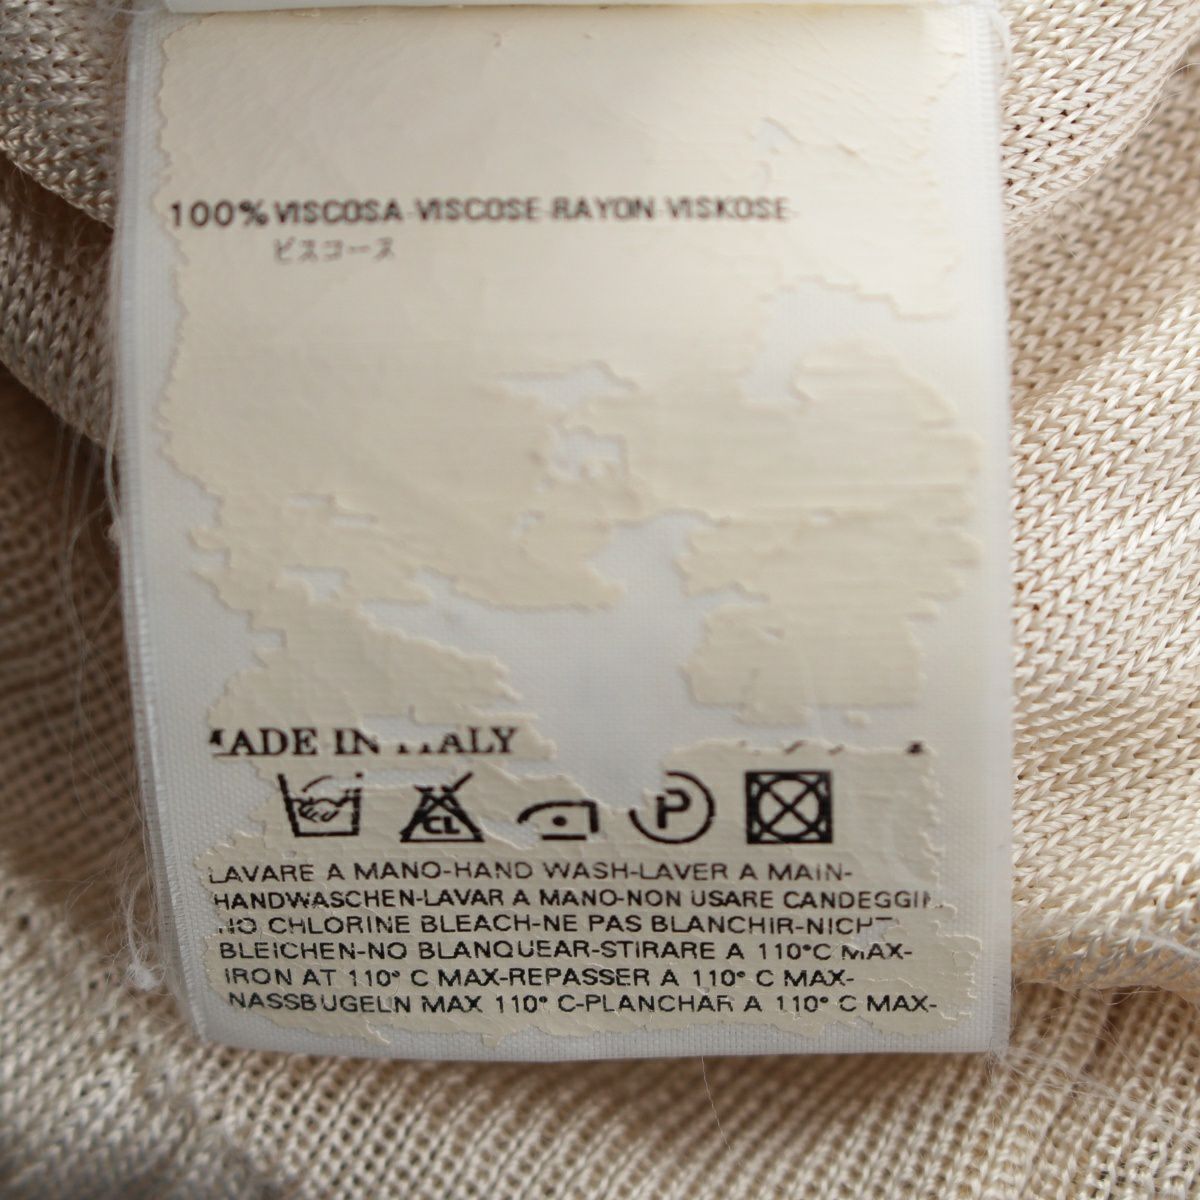 100% VISCOSA-VISCOSE-RAYON-VISKOSE
ビスコース
MADE IN ITALY
CL P
LAVARE A MANO-HAND WASH-LAVER A MAIN-
HANDWASCHEN-LAVAR A MANO-NON USARE CANDEGGIN
NO CHLORINE BLEACH-NE PAS BLANCHIR-NICHT
BLEICHEN-NO BLANQUEAR-STIRARE A 110°C MAX-
IRON AT 110° C MAX-REPASSER A 110° C MAX-
NASSBUGELN MAX 110° C-PLANCHAR A 110° C MAX-